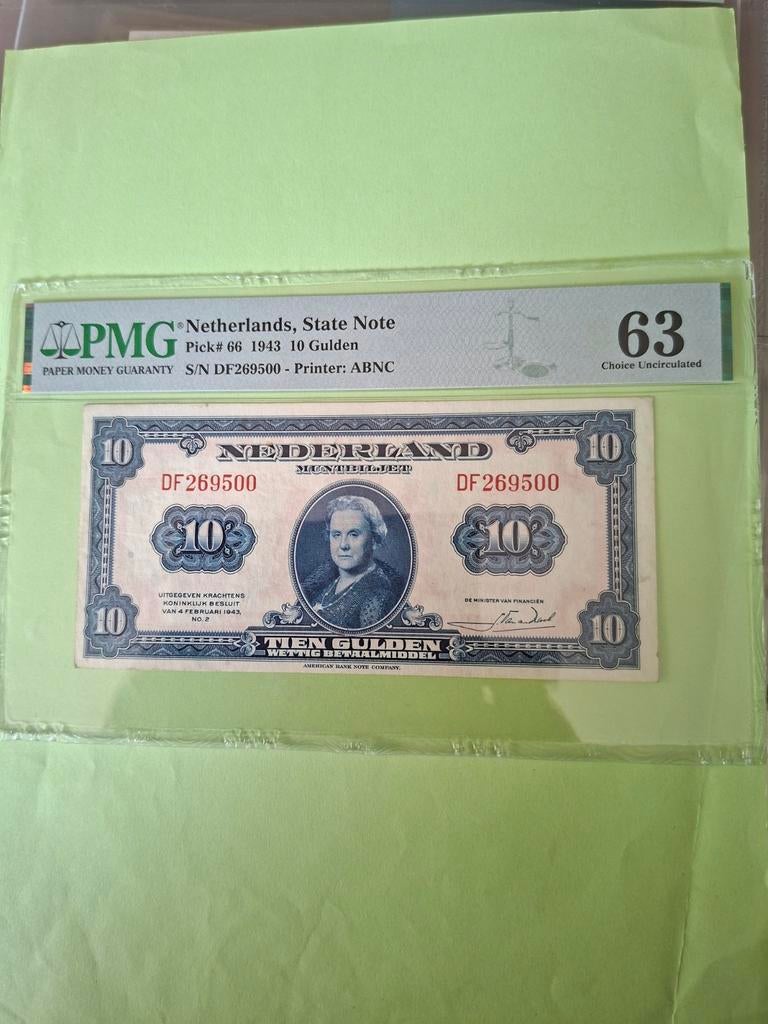 PMG®
PAPER MONEY GUARANTY
Netherlands, State Note
Pick# 66 1943 10 Gulden
S/N DF269500 - Printer: ABNC
63
Choice Uncirculated
10
10
NEDERLAND
MUNTBILJET
DF269500
DF269500
10
10
UITGEGEVEN KRACHTENS
KONINKLIJK BESLUIT
VAN 4 FEBRUARI 1943,
NO. 2
DE MINISTER VAN FINANCIËN
10
10
TIEN GULDEN
WETTIG BETAALMIDDEL
AMERICAN BANK NOTE COMPANY.